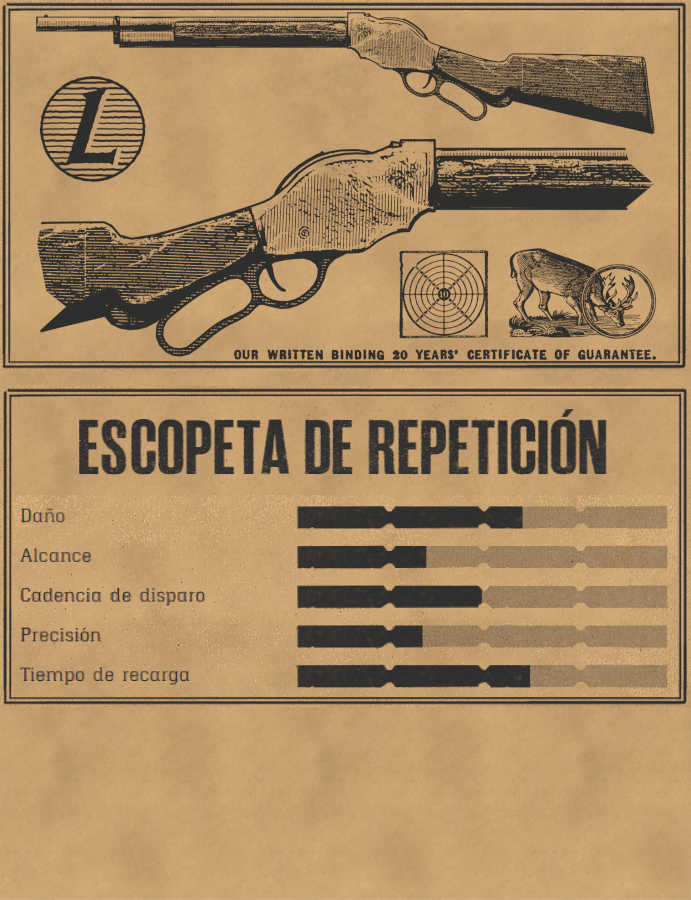 L
10
OUR WRITTEN BINDING 20 YEARS' CERTIFICATE OF GUARANTEE.
ESCOPETA DE REPETICIÓN
Daño
Alcance
Cadencia de disparo
Precisión
Tiempo de recarga